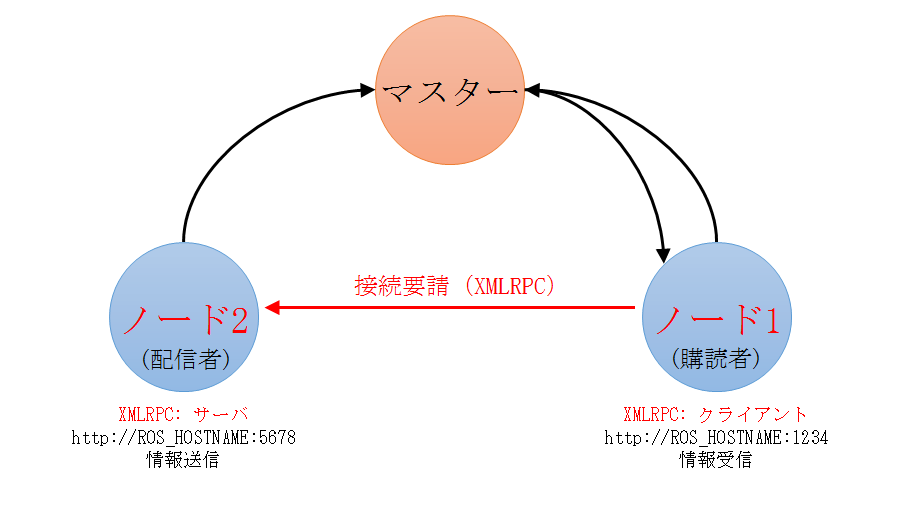 マスター
接続要請 (XMLRPC)
ノード2
(配信者)
ノード1
(購読者)
XMLRPC: サーバ
http://ROS_HOSTNAME:5678
情報送信
XMLRPC: クライアント
http://ROS_HOSTNAME:1234
情報受信